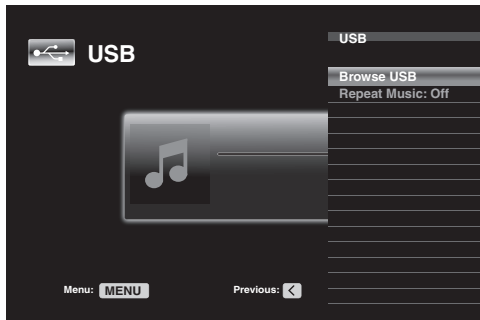 USB
USB
Browse USB
Repeat Music: Off
Menu: MENU
Previous: <